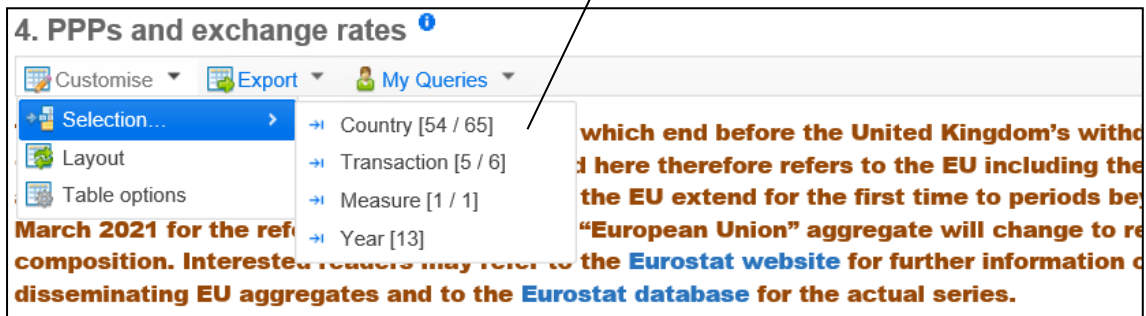 4. PPPs and exchange rates i
Customise Export My Queries
Selection... >
Layout
Table options
Country [54 / 65]
Transaction [5 / 6]
Measure [1 / 1]
Year [13]
which end before the United Kingdom's
here therefore refers to the EU including the
the EU extend for the first time to periods
March 2021 for the "European Union" aggregate will change to
composition. Interested readers may refer to the Eurostat website for further information
disseminating EU aggregates and to the Eurostat database for the actual series.